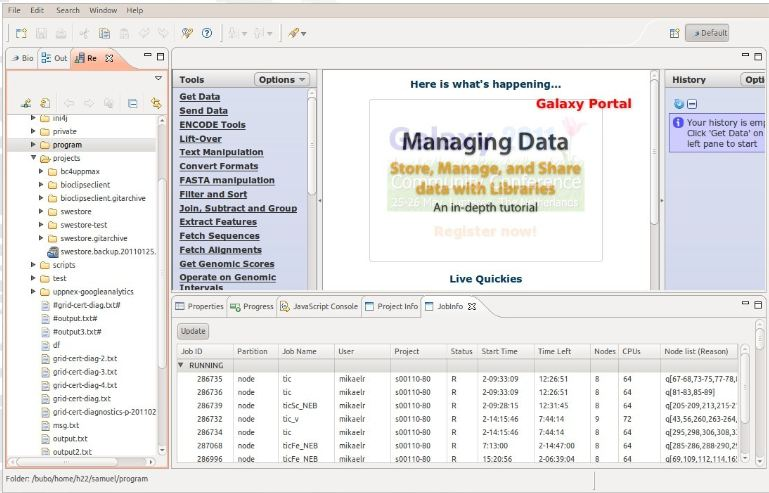 File Edit Search Window Help
Default
Bio Out Re
ini4j
private
program
projects
bc4uppmax
bioclipseclient
bioclipseclient.gitarchive
swestore
swestore-test
swestore.gitarchive
swestore.backup.20110125.
scripts
test
uppnex-googleanalytics
#grid-cert-diag.txt#
#output.txt#
#output3.txt#
df
grid-cert-diag-2.txt
grid-cert-diag-3.txt
grid-cert-diag-4.txt
grid-cert-diag.txt
grid-cert-diagnostics-p-201102
msg.txt
output.txt
output2.txt
Tools Options
Get Data
Send Data
ENCODE Tools
Lift-Over
Text Manipulation
Convert Formats
FASTA manipulation
Filter and Sort
Join, Subtract and Group
Extract Features
Fetch Sequences
Fetch Alignments
Get Genomic Scores
Operate on Genomic
Intervals
Here is what's happening...
Galaxy Portal
Galaxy 2011
Managing Data
Store, Manage, and Share
data with Libraries
Community Conference
An in-depth tutorial
Register now!
Live Quickies
History Opti
Your history is emp
Click 'Get Data' on
left pane to start
Properties Progress JavaScript Console Project Info JobInfo
Update
Job ID Partition Job Name User Project Status Start Time Time Left Nodes CPUs Node list (Reason)
RUNNING
286735 node tic mikaelr s00110-80 R 2-09:33:09 12:26:51 8 64 q[67-68,73-75,77-78,
286736 node tic mikaelr s00110-80 R 2-09:33:09 12:26:51 8 64 q[81-83,85-89]
286739 node ticSc_NEB mikaelr s00110-80 R 2-09:28:15 12:31:45 8 64 q[205-209,213,215-2
286732 node tic_v mikaelr s00110-80 R 2-14:15:46 7:44:14 9 72 q[43,56,260,263-264,
286734 node tic mikaelr s00110-80 R 2-14:15:46 7:44:14 8 64 q[295,298,306,308,3
287068 node ticFe_NEB mikaelr s00110-80 R 7:13:00 2-14:47:00 8 64 q[285-286,288-290,2
286996 node ticFe_NEB mikaelr s00110-80 R 15:20:56 2-06:39:04 8 64 q[69,109,112,114,16
Folder: /bubo/home/h22/samuel/program